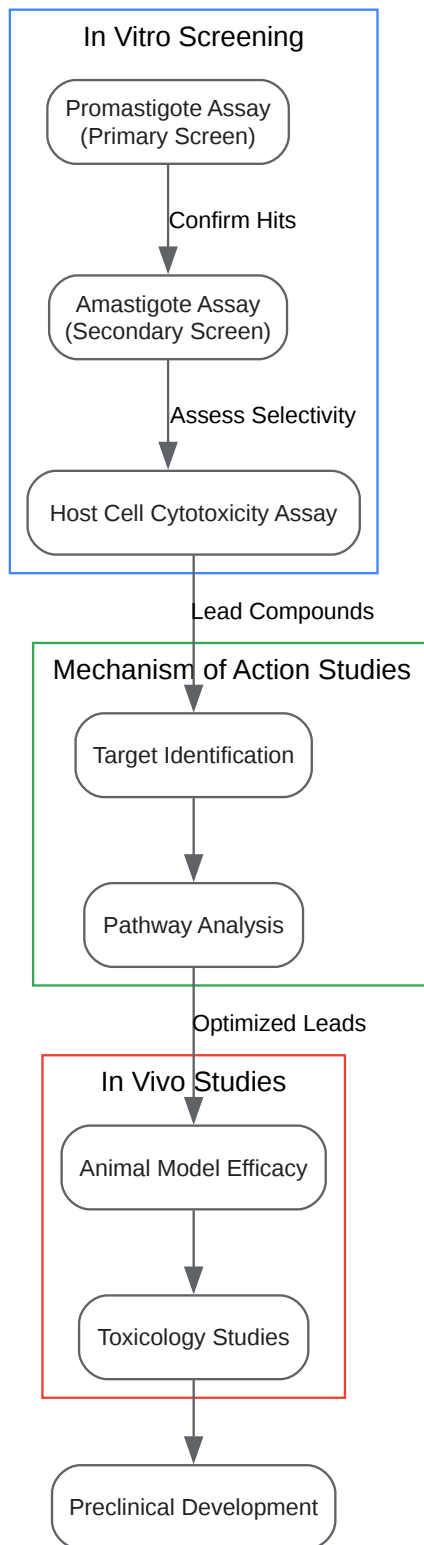 In Vitro Screening
Promastigote Assay
(Primary Screen)
Confirm Hits
Amastigote Assay
(Secondary Screen)
Assess Selectivity
Host Cell Cytotoxicity Assay
Lead Compounds
Mechanism of Action Studies
Target Identification
Pathway Analysis
Optimized Leads
In Vivo Studies
Animal Model Efficacy
Toxicology Studies
Preclinical Development